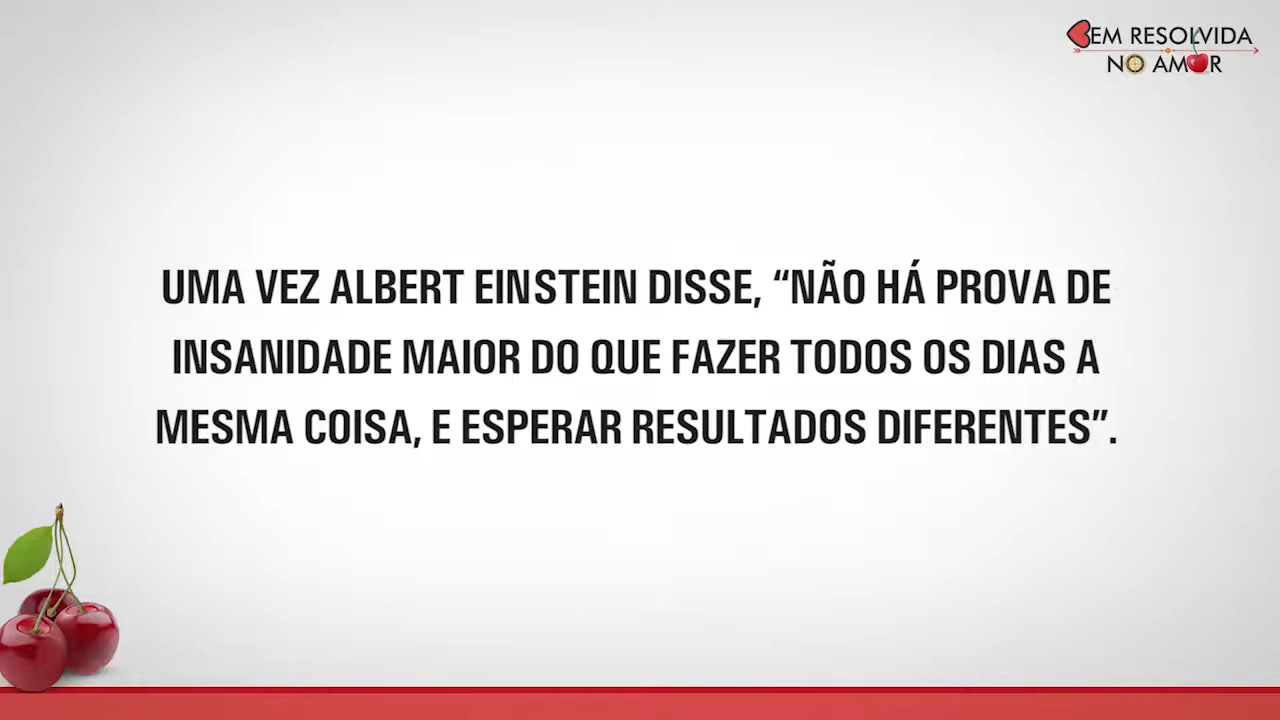 BEM RESOLVIDA
NO AMOR
UMA VEZ ALBERT EINSTEIN DISSE, “NÃO HÁ PROVA DE
INSANIDADE MAIOR DO QUE FAZER TODOS OS DIAS A
MESMA COISA, E ESPERAR RESULTADOS DIFERENTES”.